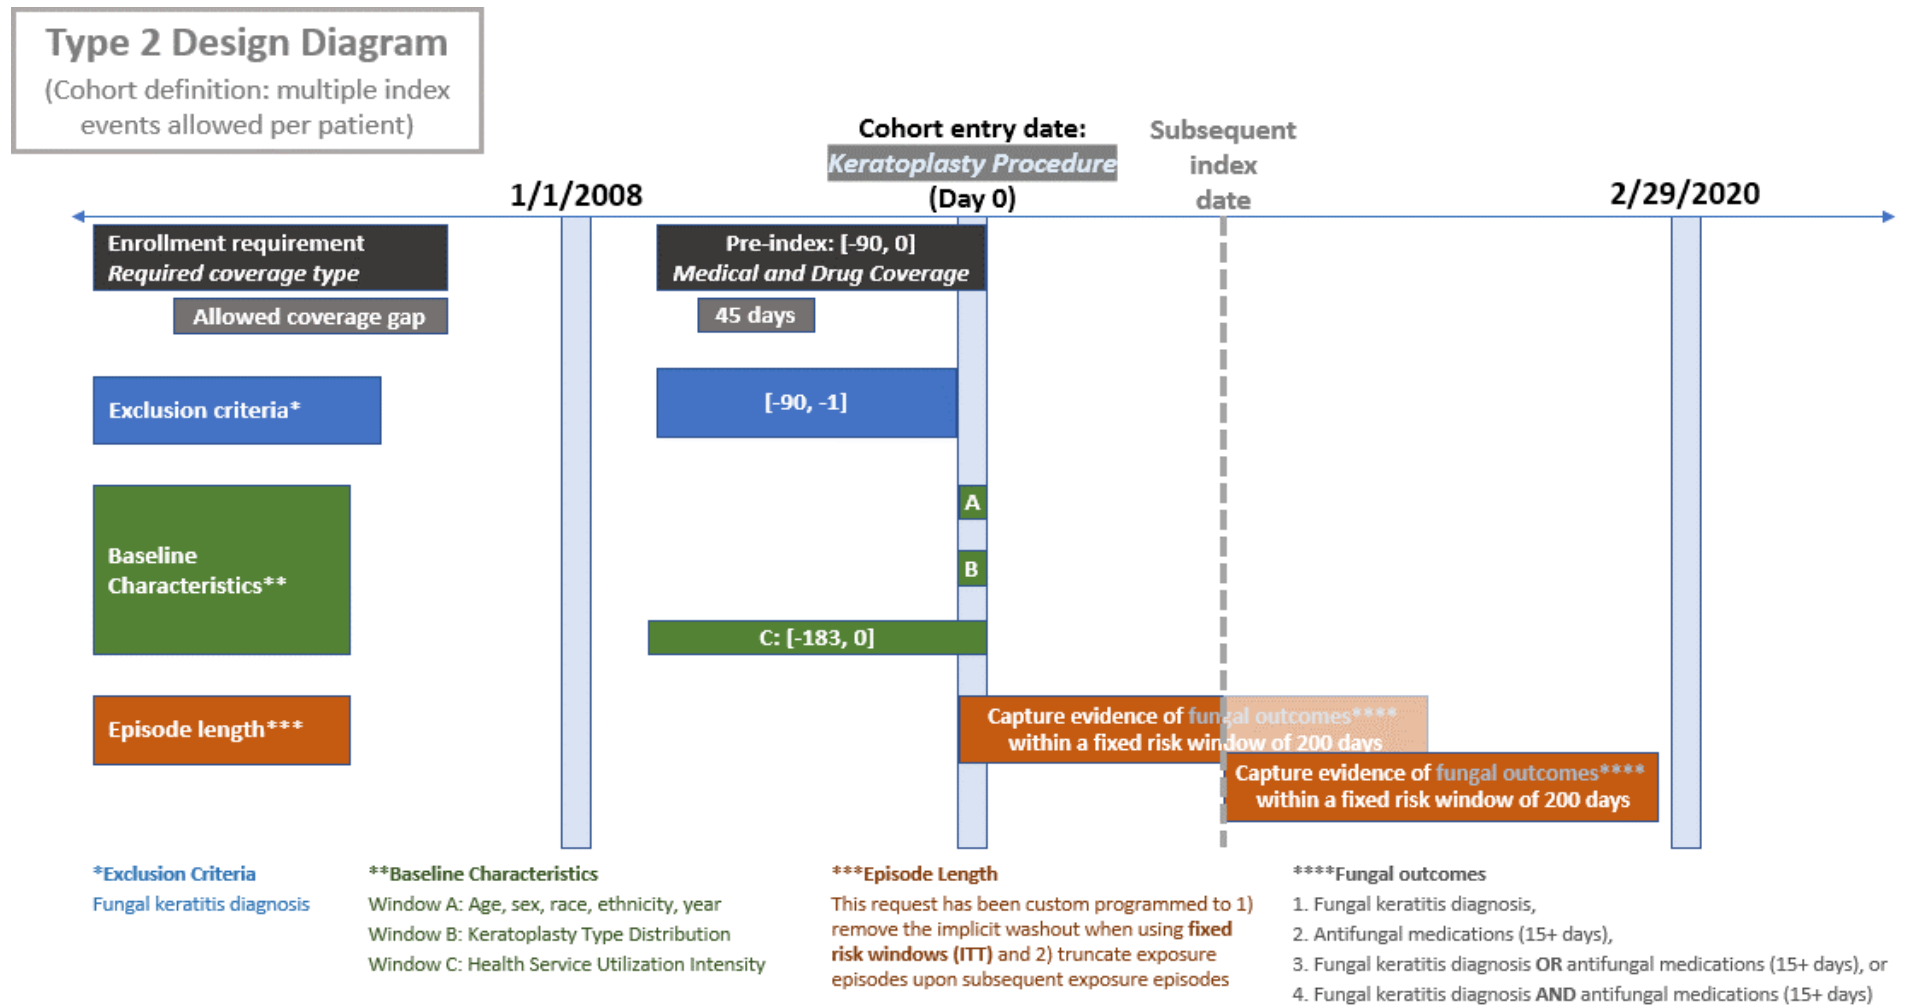 Type 2 Design Diagram
(Cohort definition: multiple index
events allowed per patient)
Cohort entry date:
Keratoplasty Procedure
(Day 0)
Subsequent
index
date
1/1/2008
2/29/2020
Enrollment requirement
Required coverage type
Pre-index: [-90, 0]
Medical and Drug Coverage
Allowed coverage gap
45 days
Exclusion criteria*
[-90, -1]
Baseline
Characteristics**
A
B
C: [-183, 0]
Episode length***
Capture evidence of fungal outcomes****
within a fixed risk window of 200 days
Capture evidence of fungal outcomes****
within a fixed risk window of 200 days
*Exclusion Criteria
Fungal keratitis diagnosis
**Baseline Characteristics
Window A: Age, sex, race, ethnicity, year
Window B: Keratoplasty Type Distribution
Window C: Health Service Utilization Intensity
***Episode Length
This request has been custom programmed to 1)
remove the implicit washout when using fixed
risk windows (ITT) and 2) truncate exposure
episodes upon subsequent exposure episodes
****Fungal outcomes
1. Fungal keratitis diagnosis,
2. Antifungal medications (15+ days),
3. Fungal keratitis diagnosis OR antifungal medications (15+ days), or
4. Fungal keratitis diagnosis AND antifungal medications (15+ days)